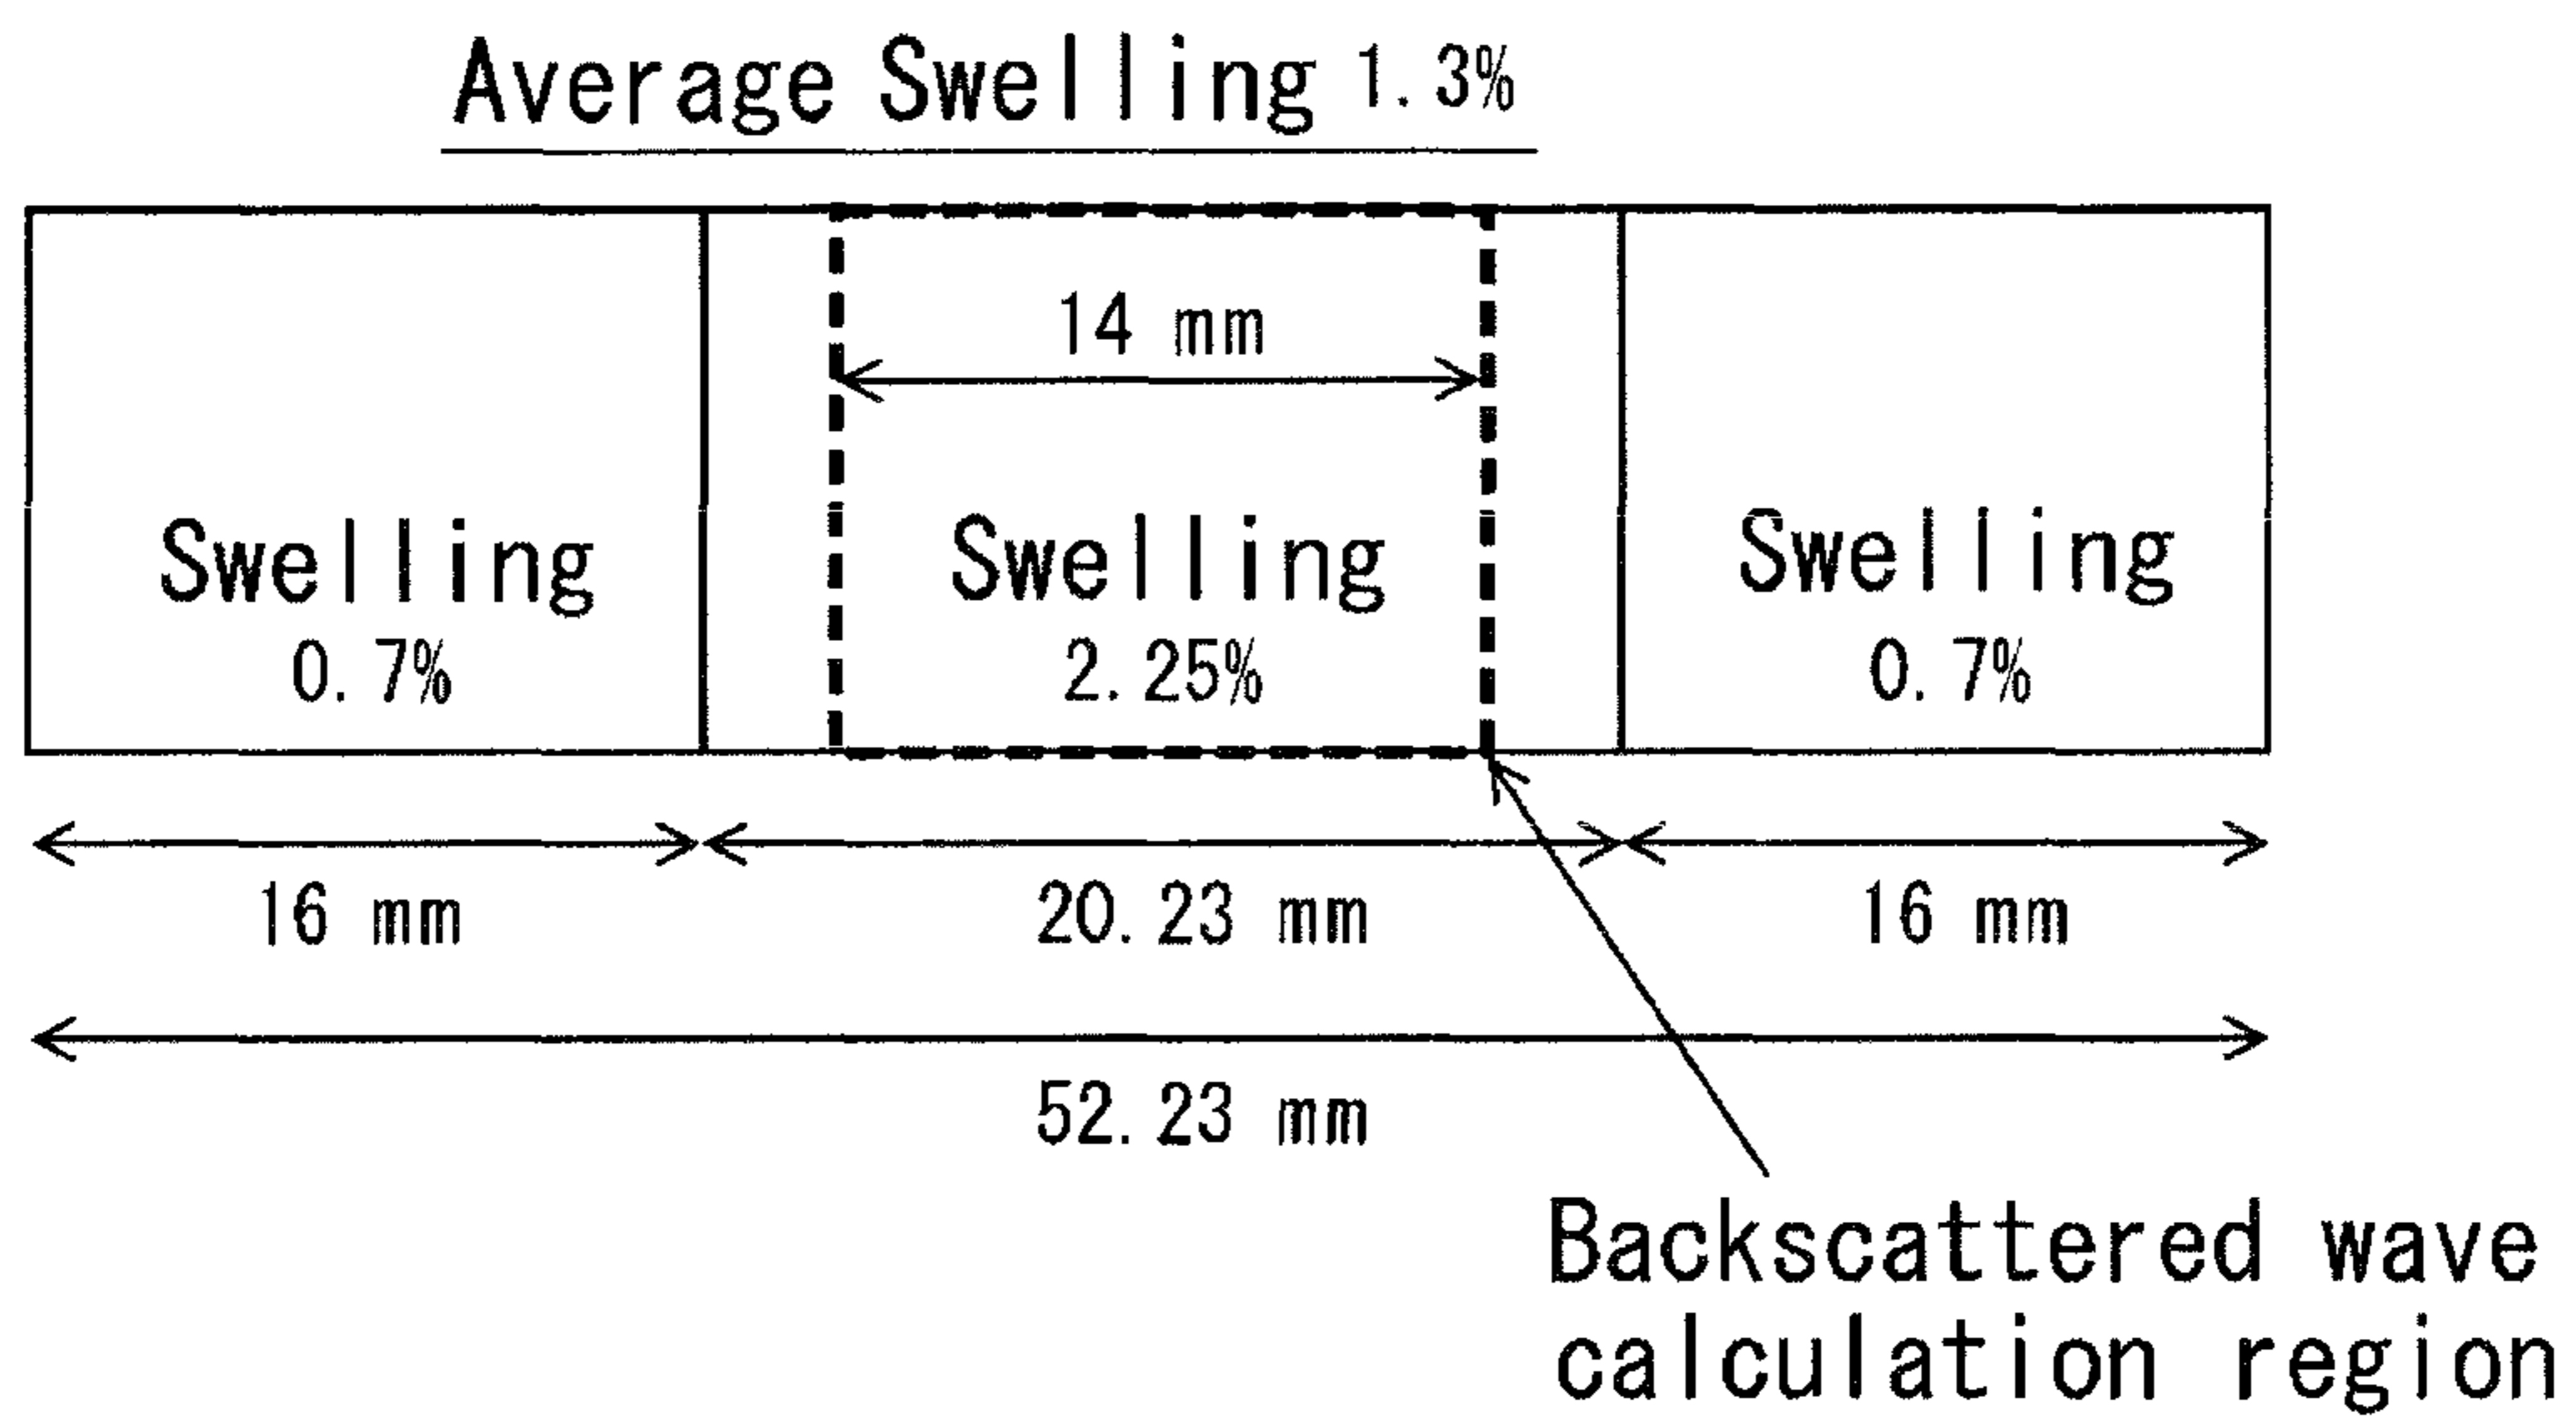 Average Swelling 1.3%
14 mm
Swelling
0.7%
Swelling
2.25%
Swelling
0.7%
16 mm
20.23 mm
16 mm
52.23 mm
Backscattered wave
calculation region